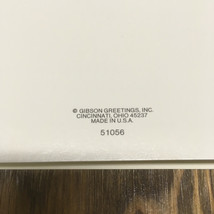 © GIBSON GREETINGS, INC.
CINCINNATI, OHIO 45237
MADE IN U.S.A.
51056